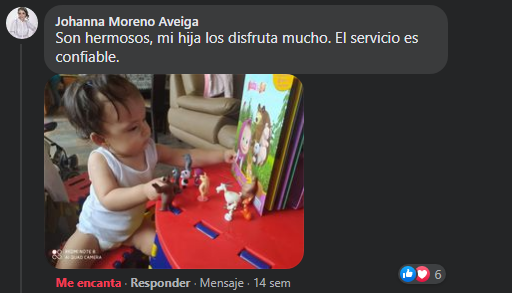 Johanna Moreno Aveiga
Son hermosos, mi hija los disfruta mucho. El servicio es
confiable.
REDMI NOTE 8
AI QUAD CAMERA
Me encanta · Responder · Mensaje · 14 sem
6